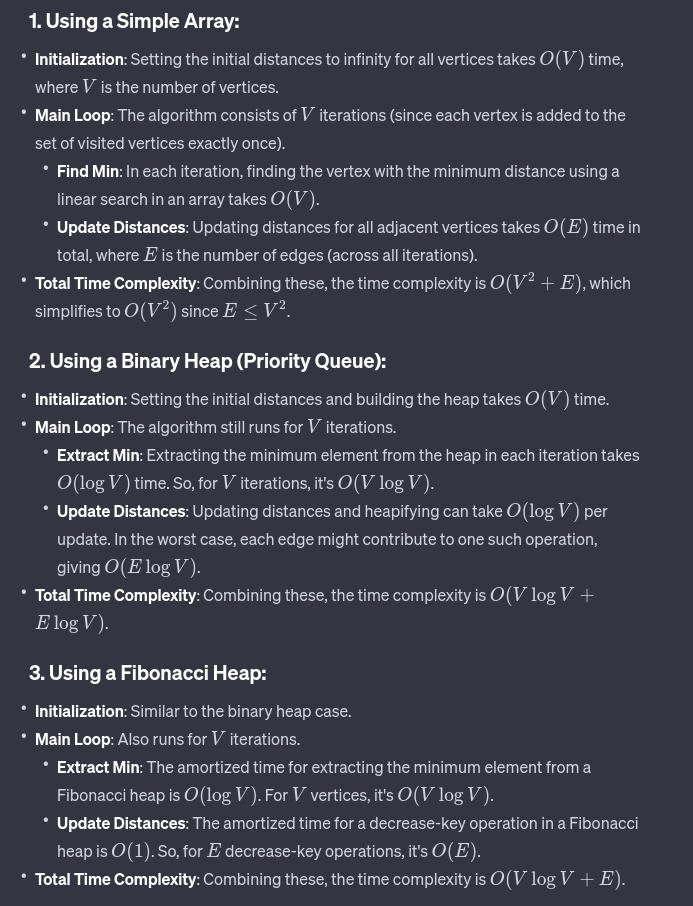 1. Using a Simple Array:
• Initialization: Setting the initial distances to infinity for all vertices takes O(V) time,
where V is the number of vertices.
• Main Loop: The algorithm consists of V iterations (since each vertex is added to the
set of visited vertices exactly once).
• Find Min: In each iteration, finding the vertex with the minimum distance using a
linear search in an array takes O(V).
• Update Distances: Updating distances for all adjacent vertices takes O(E) time in
total, where E is the number of edges (across all iterations).
• Total Time Complexity: Combining these, the time complexity is O(V² + E), which
simplifies to O(V²) since E ≤ V².
2. Using a Binary Heap (Priority Queue):
• Initialization: Setting the initial distances and building the heap takes O(V) time.
• Main Loop: The algorithm still runs for V iterations.
• Extract Min: Extracting the minimum element from the heap in each iteration takes
O(log V) time. So, for V iterations, it's O(V log V).
• Update Distances: Updating distances and heapifying can take O(log V) per
update. In the worst case, each edge might contribute to one such operation,
giving O(E log V).
• Total Time Complexity: Combining these, the time complexity is O(V log V +
E log V).
3. Using a Fibonacci Heap:
• Initialization: Similar to the binary heap case.
• Main Loop: Also runs for V iterations.
• Extract Min: The amortized time for extracting the minimum element from a
Fibonacci heap is O(log V). For V vertices, it's O(V log V).
• Update Distances: The amortized time for a decrease-key operation in a Fibonacci
heap is O(1). So, for E decrease-key operations, it's O(E).
• Total Time Complexity: Combining these, the time complexity is O(V log V + E).